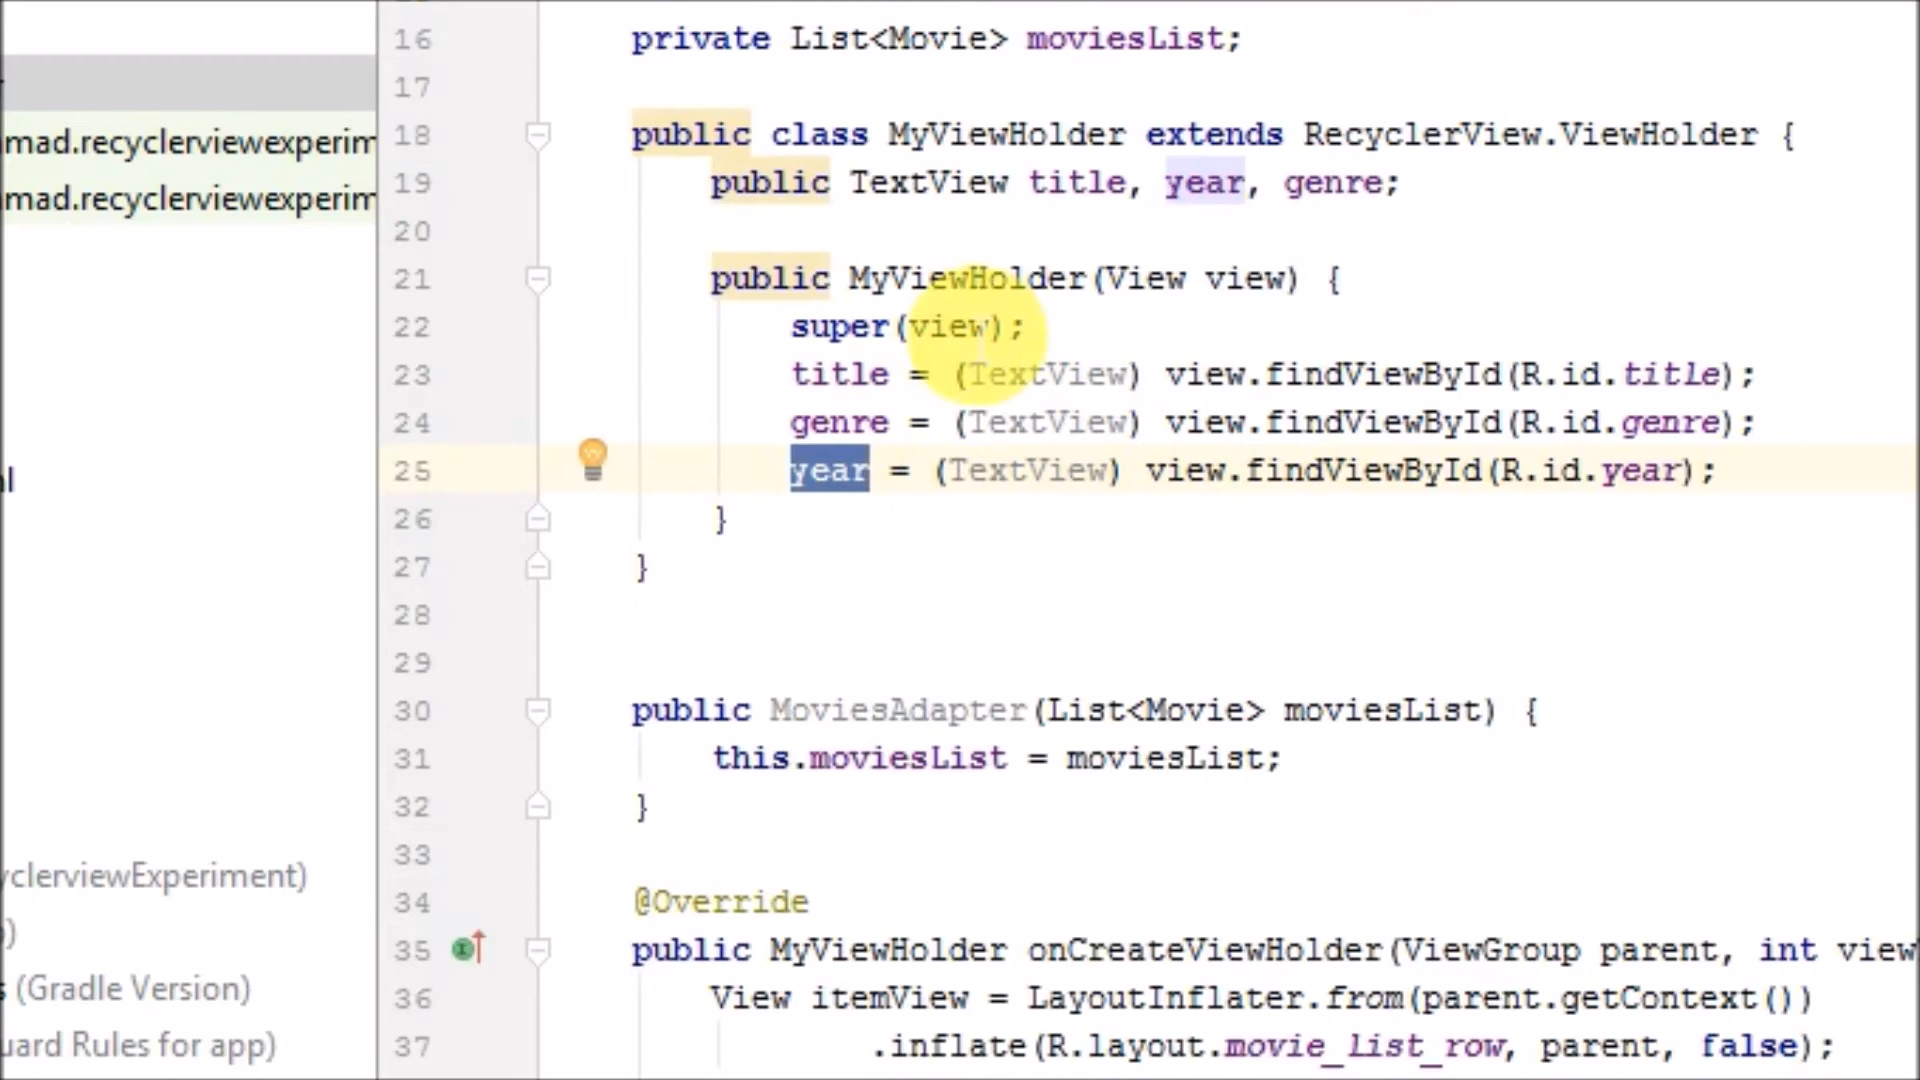 mad.recyclerviewexperim
mad.recyclerviewexperim
yclerviewExperiment)
(Gradle Version)
uard Rules for app)
16 private List<Movie> moviesList;
17
18 public class MyViewHolder extends RecyclerView.ViewHolder {
19 public TextView title, year, genre;
20
21 public MyViewHolder(View view) {
22 super(view);
23 title = (TextView) view.findViewById(R.id.title);
24 genre = (TextView) view.findViewById(R.id.genre);
25 year = (TextView) view.findViewById(R.id.year);
26 }
27 }
28
29
30 public MoviesAdapter(List<Movie> moviesList) {
31 this.moviesList = moviesList;
32 }
33
34 @Override
35 public MyViewHolder onCreateViewHolder(ViewGroup parent, int view
36 View itemView = LayoutInflater.from(parent.getContext())
37 .inflate(R.layout.movie_list_row, parent, false);